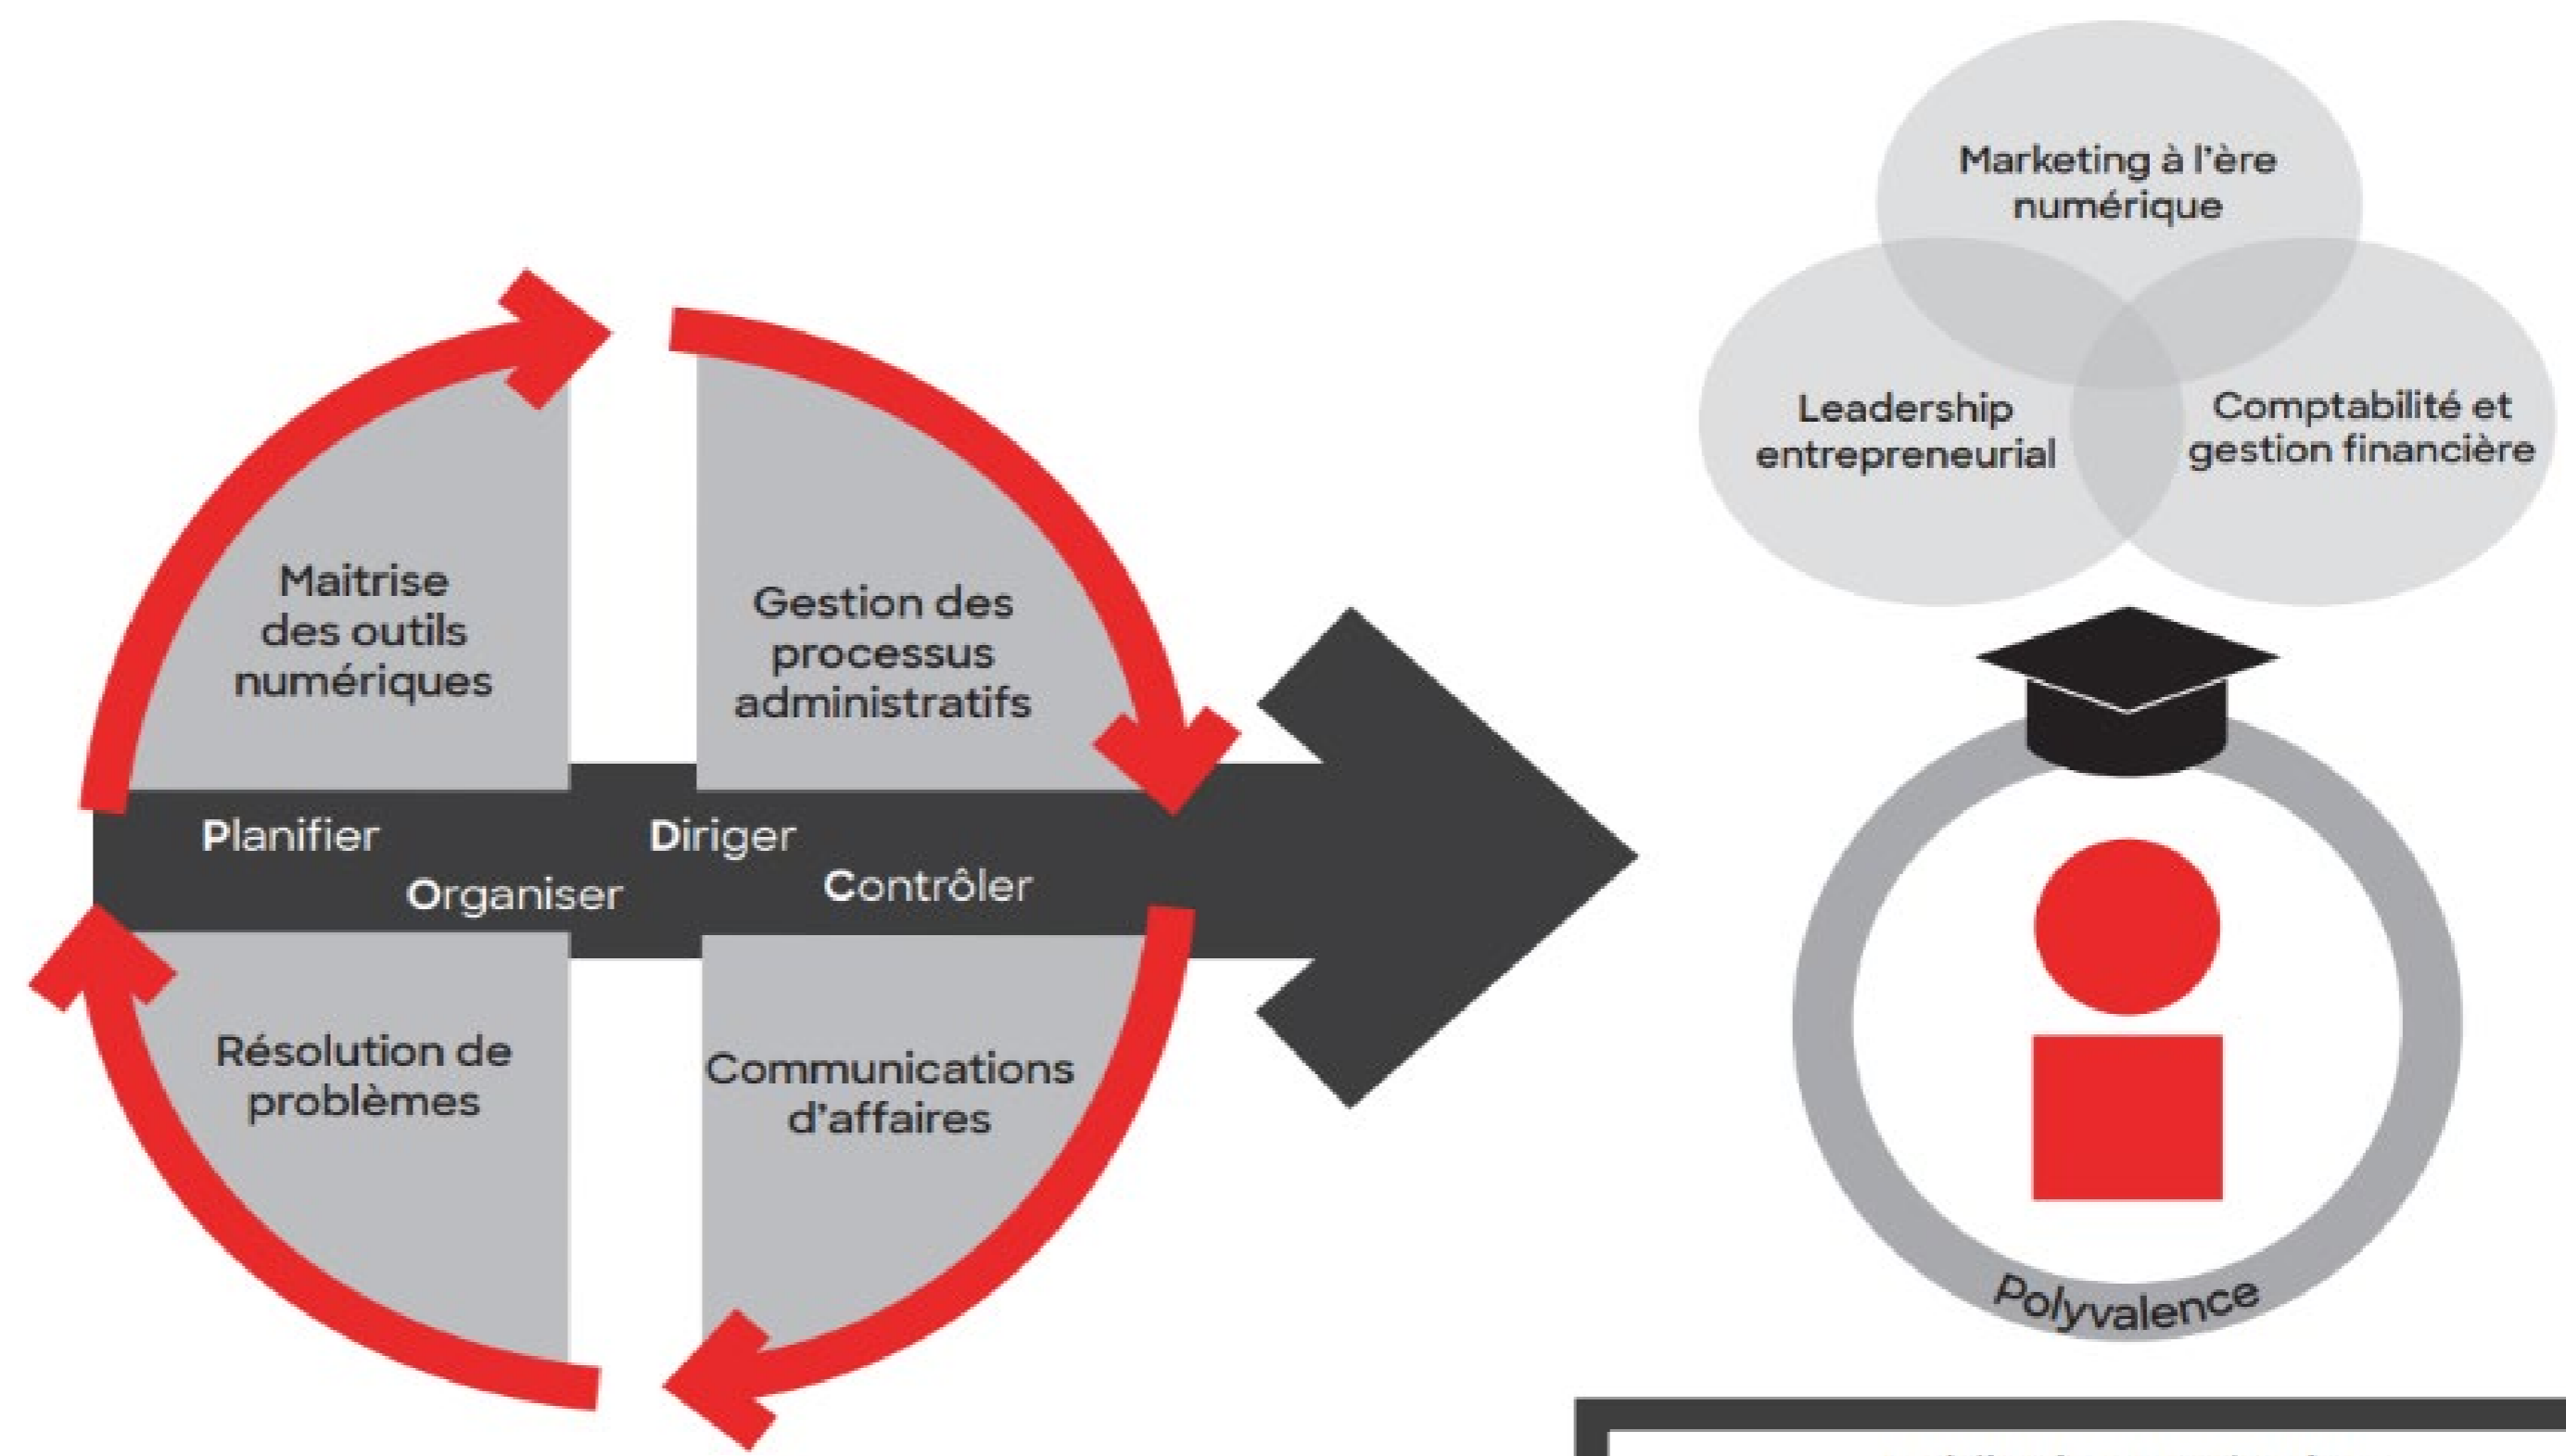 Maitrise
des outils
numériques
Gestion des
processus
administratifs
Planifier
Organiser
Diriger
Contrôler
Résolution de
problèmes
Communications
d'affaires
Marketing à l'ère
numérique
Leadership
entrepreneurial
Comptabilité et
gestion financière
Polyvalence